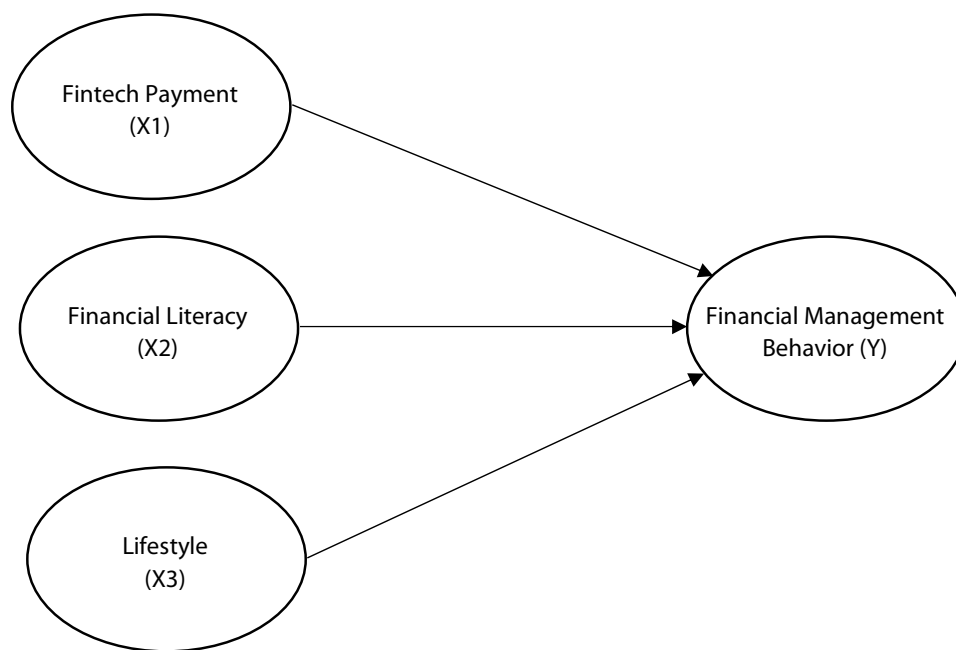 Fintech Payment
(X1)
Financial Literacy
(X2)
Financial Management
Behavior (Y)
Lifestyle
(X3)